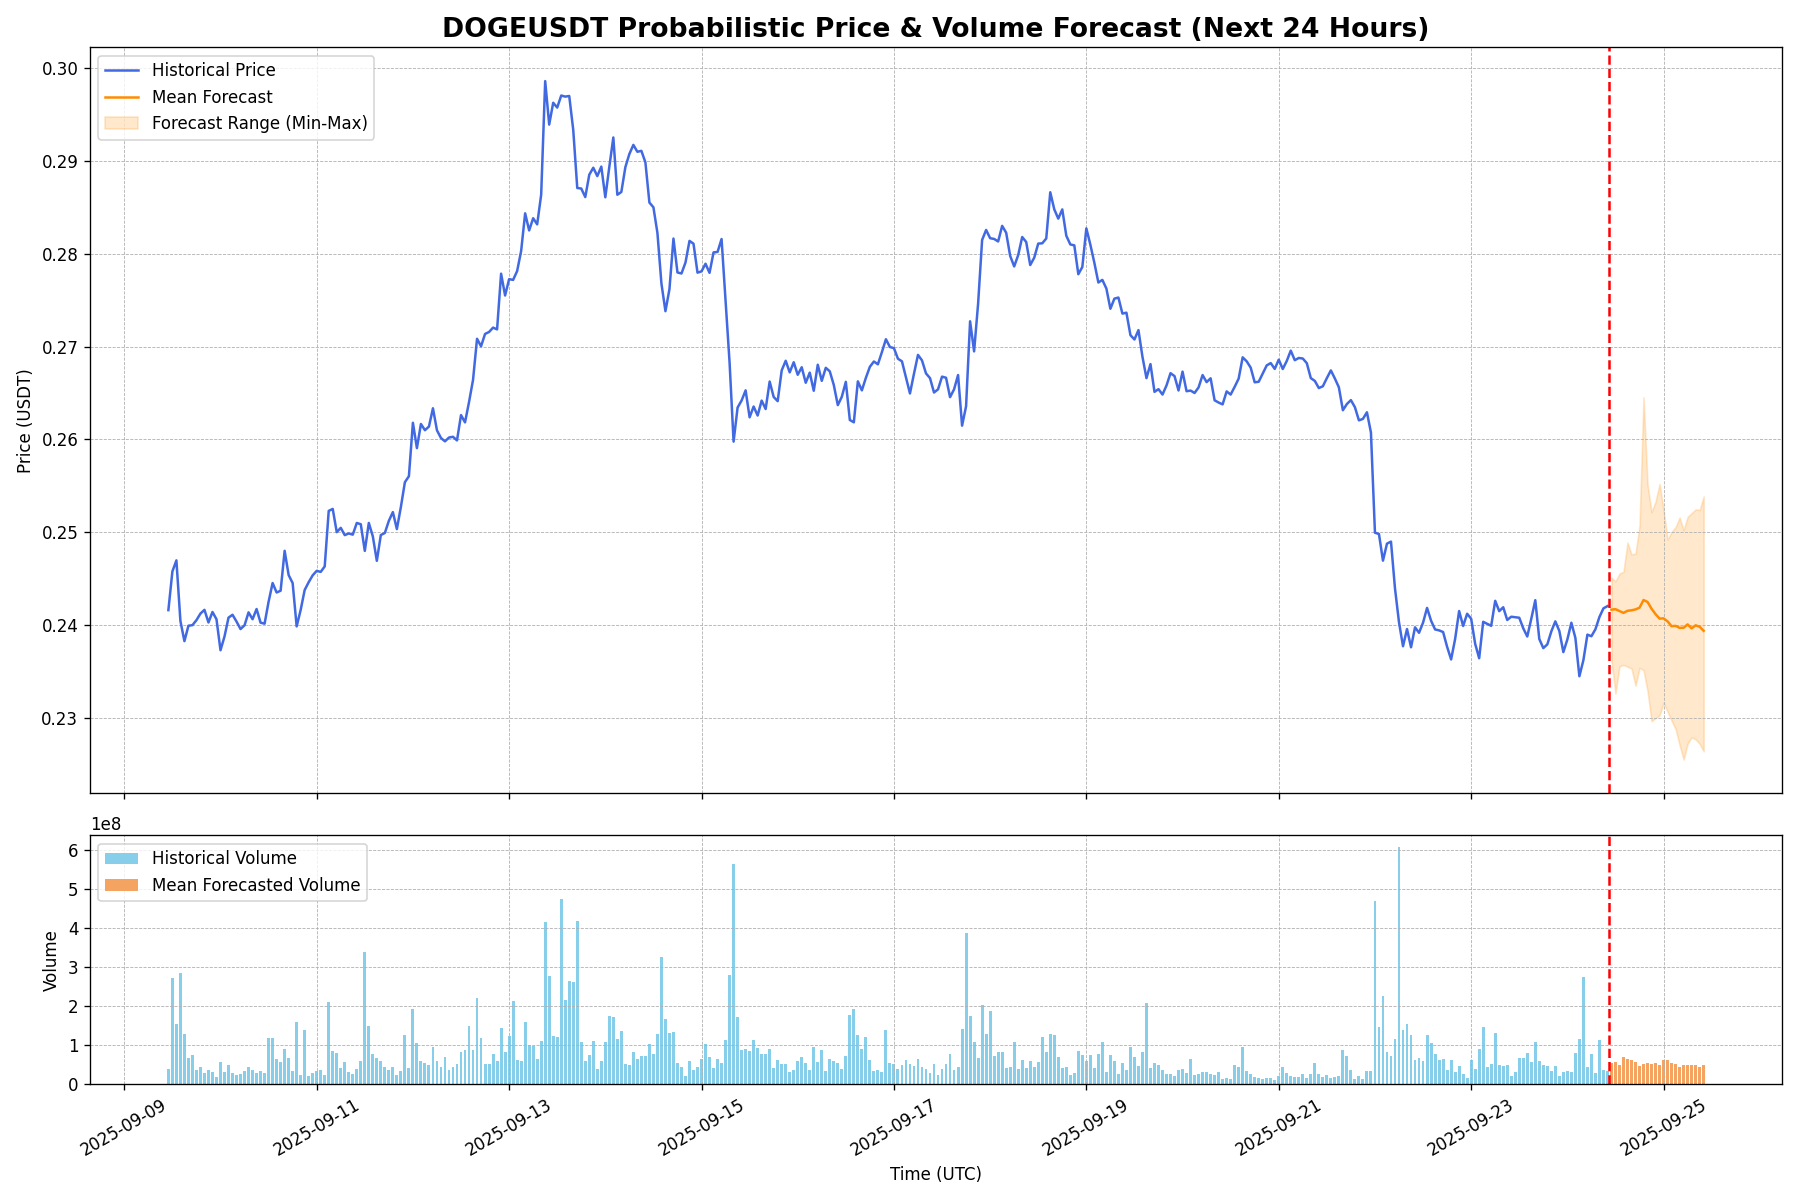 DOGEUSDT Probabilistic Price & Volume Forecast (Next 24 Hours)
Historical Price
Mean Forecast
Forecast Range (Min-Max)
0.30
0.29
0.28
0.27
0.26
0.25
0.24
0.23
Price (USDT)
1e8
Historical Volume
Mean Forecasted Volume
6
5
4
3
2
1
0
Volume
2025-09-09
2025-09-11
2025-09-13
2025-09-15
2025-09-17
2025-09-19
2025-09-21
2025-09-23
2025-09-25
Time (UTC)